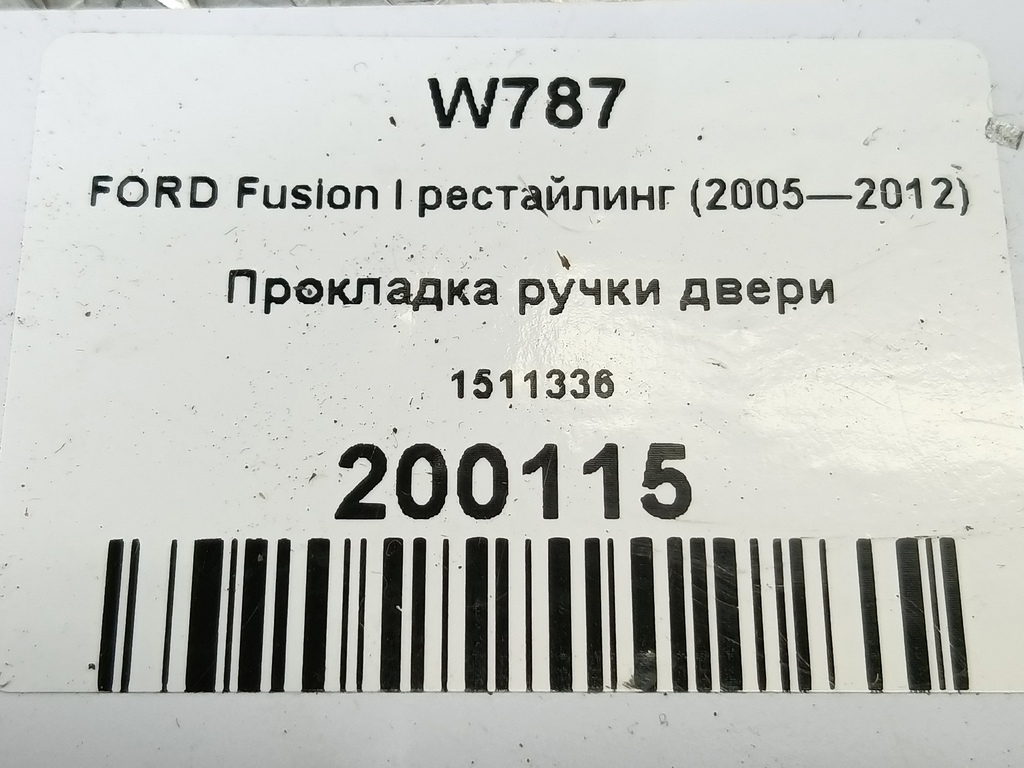 W787
FORD Fusion I рестайлинг (2005—2012)
Прокладка ручки двери
1511336
200115